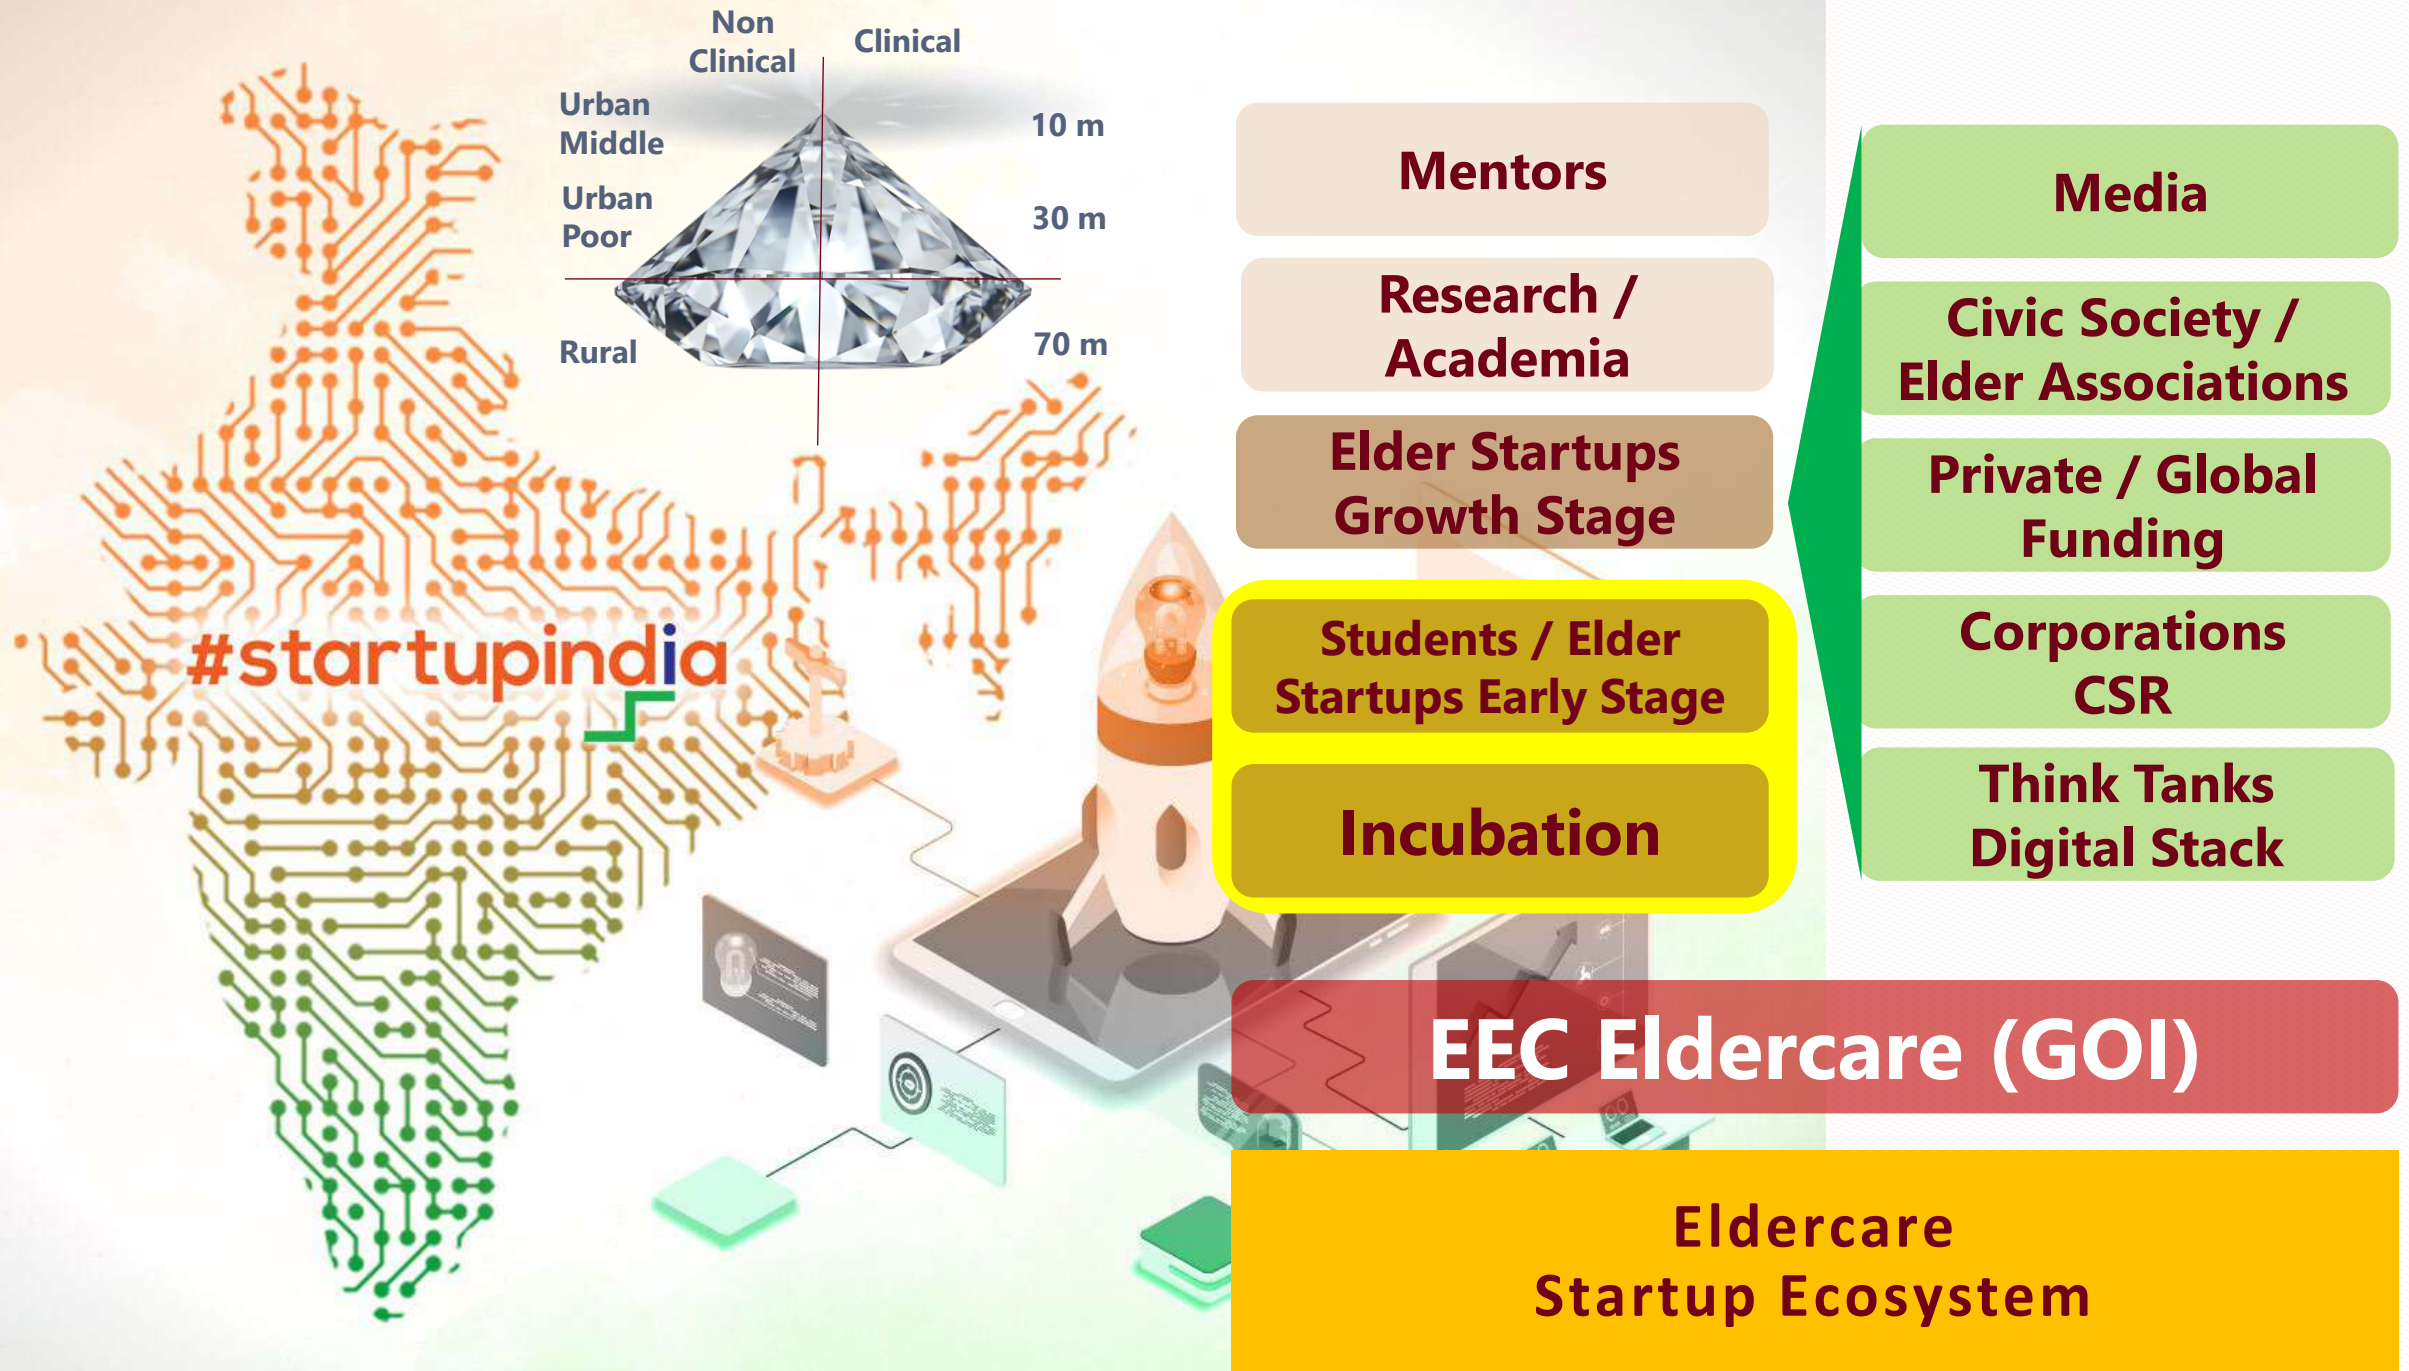 Non
Clinical
Clinical
Urban
Middle
10 m
Urban
Poor
30 m
Rural
70 m
#startupindia
Mentors
Research /
Academia
Elder Startups
Growth Stage
Students / Elder
Startups Early Stage
Incubation
Media
Civic Society /
Elder Associations
Private / Global
Funding
Corporations
CSR
Think Tanks
Digital Stack
EEC Eldercare (GOI)
Eldercare
Startup Ecosystem